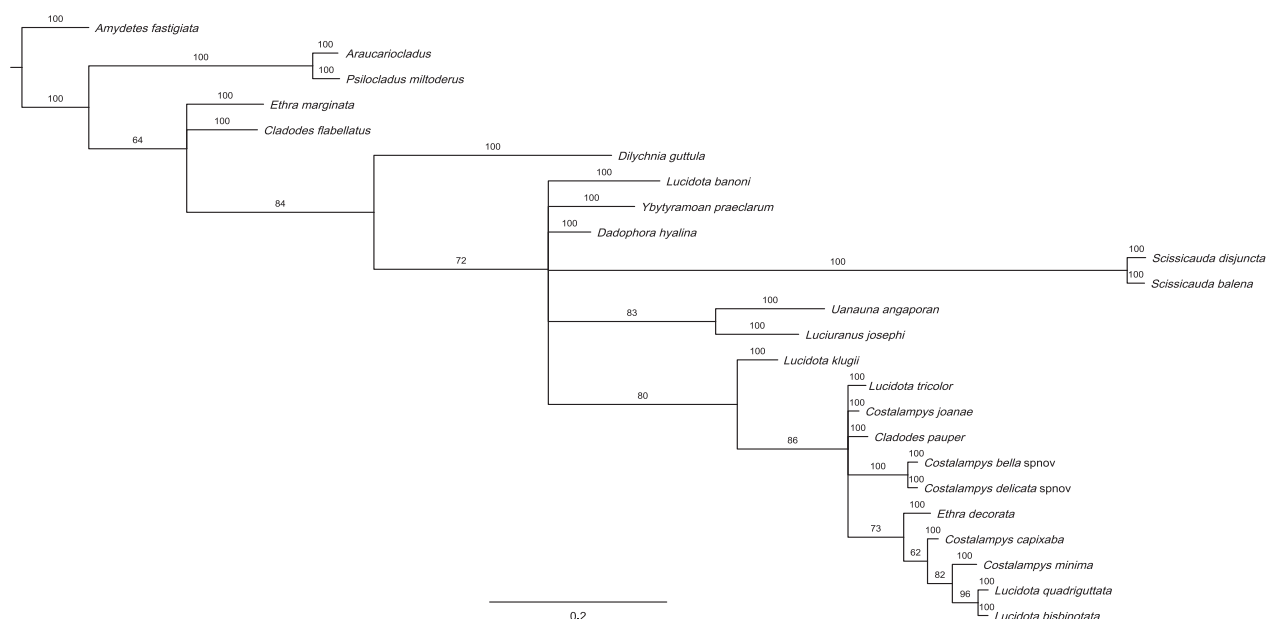 100
Amydetes fastigiata
100
Araucariocladus
100
100
Psilocladus miltoderus
100
100
Ethra marginata
100
Cladodes flabellatus
64
100
Dilychnia guttula
100
Lucidota banoni
100
Ybytyramoan praeclarum
84
100
Dadophora hyalina
100
Scissicauda disjuncta
72
100
100
Scissicauda balena
100
Uanauna angaporan
83
100
Luciuranus josephi
100
Lucidota klugii
100
Lucidota tricolor
80
100
Costalampys joanae
100
Cladodes pauper
86
100
Costalampys bella spnov
100
100
Costalampys delicata spnov
100
Ethra decorata
73
100
Costalampys capixaba
62
100
Costalampys minima
82
100
Lucidota quadriguttata
96
100
Lucidota bisbinotata
0.2